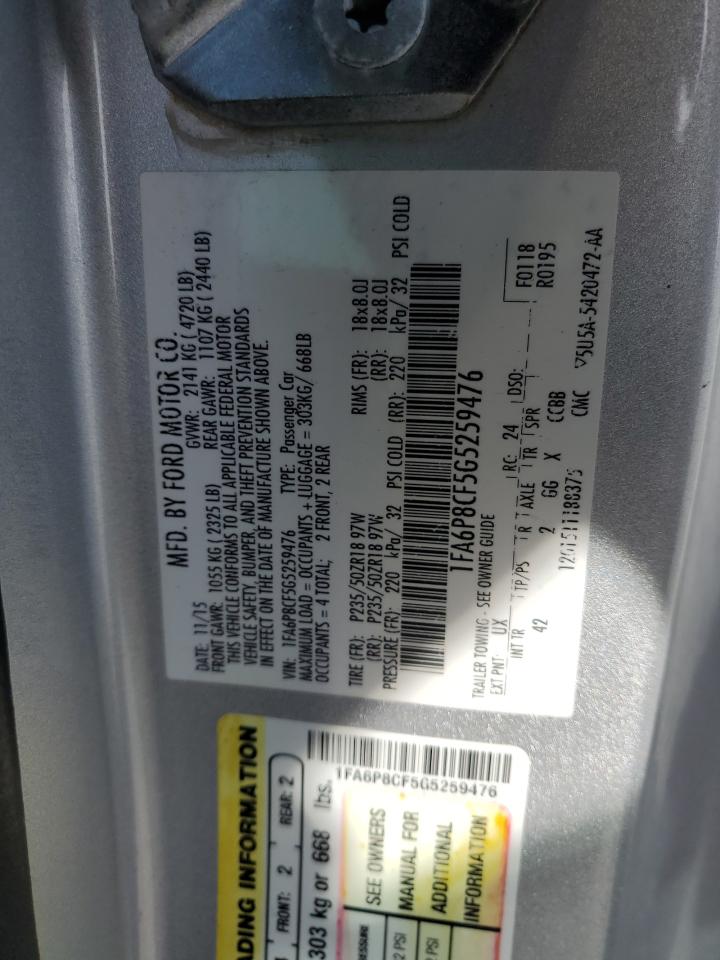 MFD. BY FORD MOTOR CO.
DATE: 11/15 GVWR: 2141 KG ( 4720 LB)
FRONT GAWR: 1055 KG ( 2325 LB) REAR GAWR: 1107 KG ( 2440 LB)
THIS VEHICLE CONFORMS TO ALL APPLICABLE FEDERAL MOTOR
VEHICLE SAFETY, BUMPER, AND THEFT PREVENTION STANDARDS
IN EFFECT ON THE DATE OF MANUFACTURE SHOWN ABOVE.
VIN: 1FA6P8CF5G5259476 TYPE: Passenger Car
MAXIMUM LOAD = OCCUPANTS + LUGGAGE = 303KG/ 668LB
OCCUPANTS = 4 TOTAL; 2 FRONT, 2 REAR
TIRE (FR): P235/50ZR18 97W RIMS (FR): 18x8.0J
(RR): P235/50ZR18 97W (RR): 18x8.0J
PRESSURE (FR): 220 kPa/ 32 PSI COLD (RR): 220 kPa/ 32 PSI COLD
1FA6P8CF5G5259476
TRAILER TOWING - SEE OWNER GUIDE
EXT PNT: UX RC: 24 DSO: F0118
INT TR TP/PS R AXLE TR SPR R0195
42 2 GG X CCBB
CMC
V5U5A-5420472-AA
ADING INFORMATION
FRONT: 2 REAR: 2
303 kg or 668 lbs.
1FA6P8CF5G5259476
SEE OWNERS
MANUAL FOR
ADDITIONAL
INFORMATION
PSI
PSI